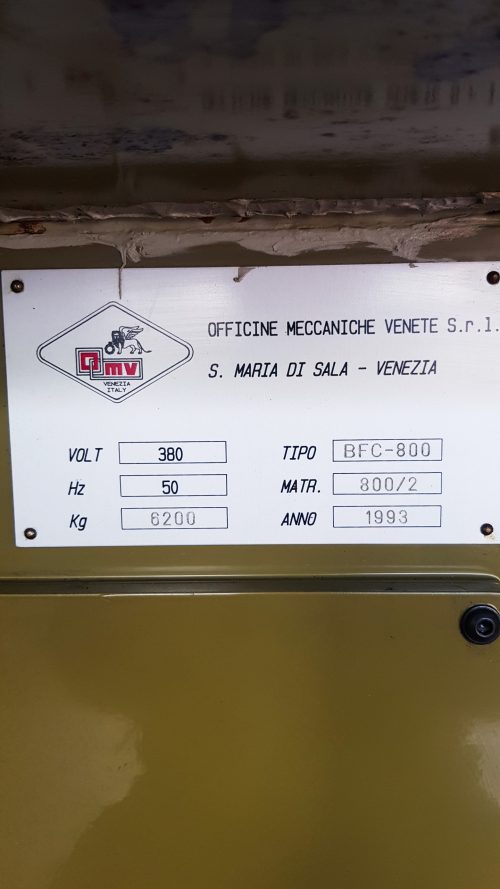 OFFICINE MECCANICHE VENETE S.r.l.
S. MARIA DI SALA - VENEZIA
omv
VENEZIA
ITALY
VOLT 380 TIPO BFC-800
Hz 50 MATR. 800/2
Kg 6200 ANNO 1993